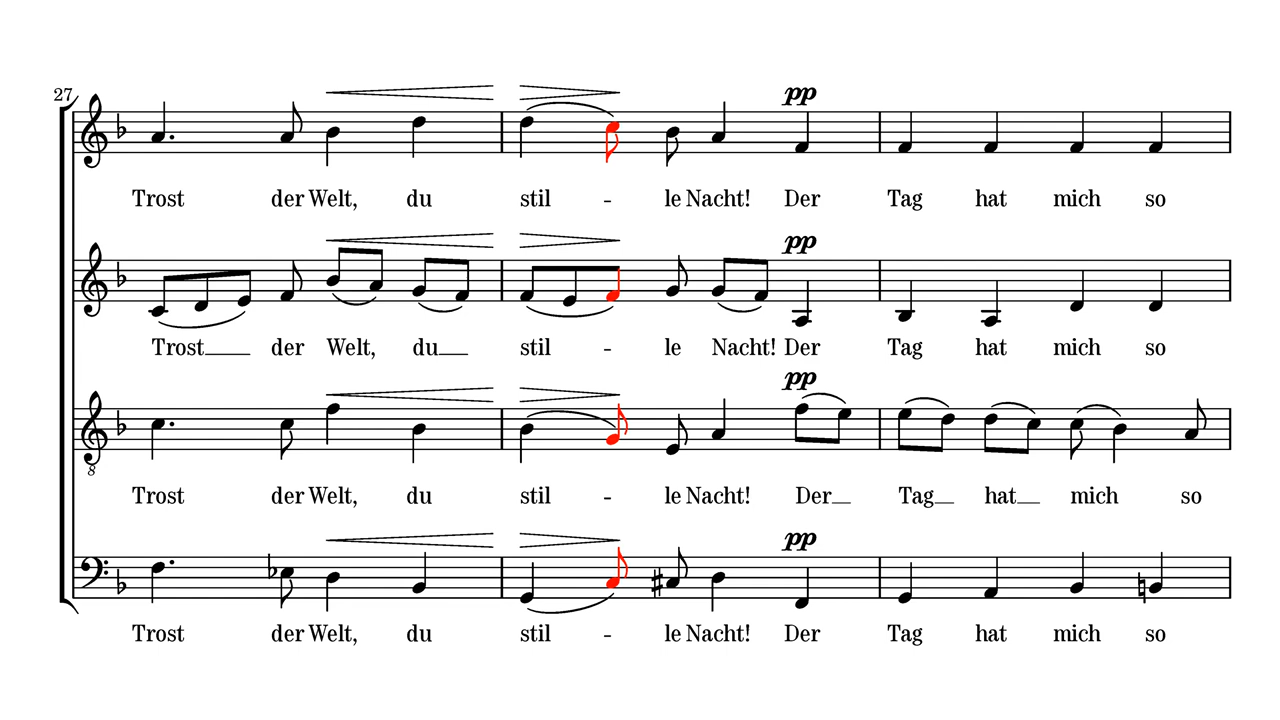 27
pp
Trost der Welt, du stil - le Nacht! Der Tag hat mich so
pp
Trost der Welt, du stil - le Nacht! Der Tag hat mich so
pp
8
Trost der Welt, du stil - le Nacht! Der Tag hat mich so
pp
Trost der Welt, du stil - le Nacht! Der Tag hat mich so